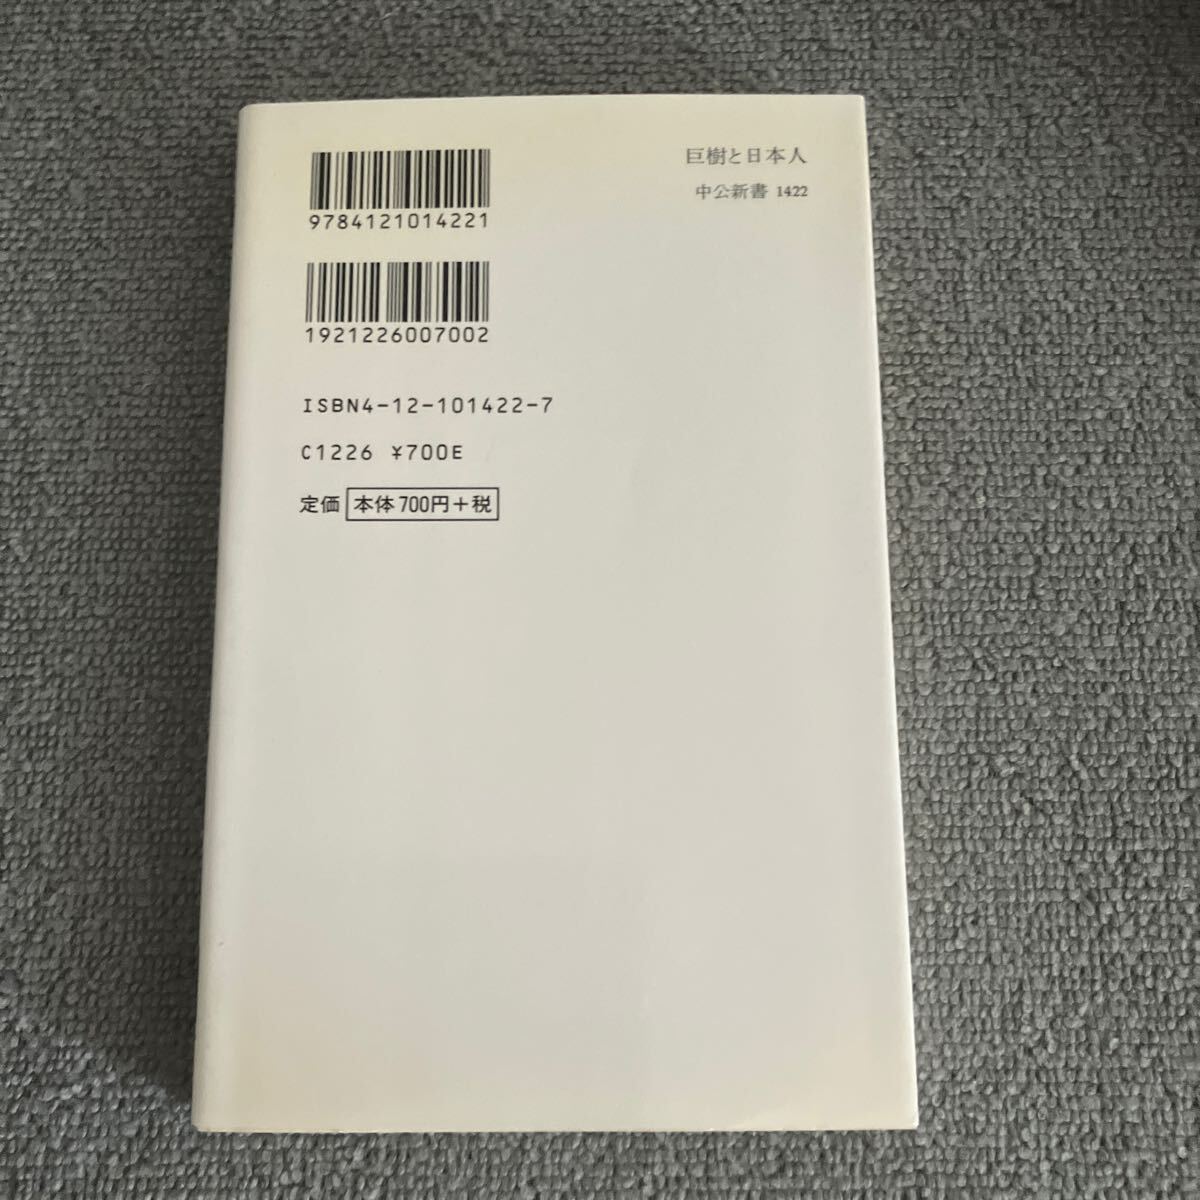 巨樹と日本人
中公新書 1422
9784121014221
1921226007002
ISBN4-12-101422-7
C1226 ¥700E
定価 本体700円+税